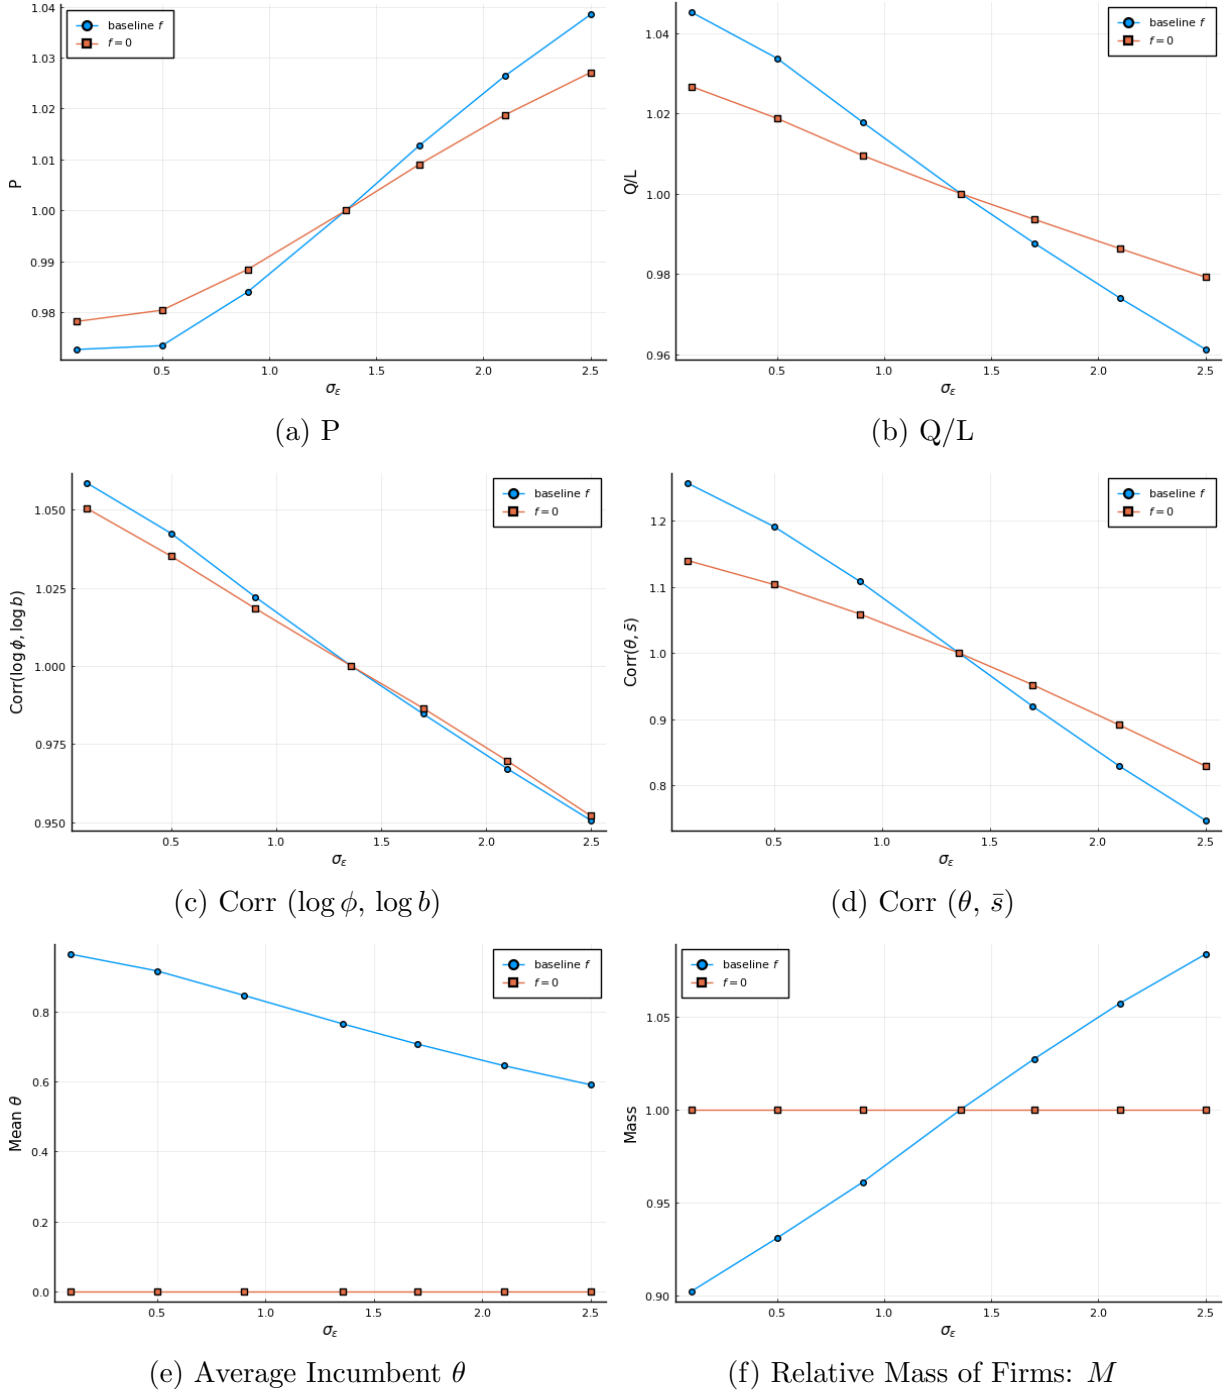 baseline f
f = 0
1.04
1.03
1.02
1.01
1.00
0.99
0.98
P
0.5
1.0
1.5
2.0
2.5
σε
(a) P
baseline f
f = 0
1.04
1.02
1.00
0.98
0.96
Q/L
0.5
1.0
1.5
2.0
2.5
σε
(b) Q/L
baseline f
f = 0
1.050
1.025
1.000
0.975
0.950
Corr(log ϕ, log b)
0.5
1.0
1.5
2.0
2.5
σε
(c) Corr (log ϕ, log b)
baseline f
f = 0
1.2
1.1
1.0
0.9
0.8
Corr(θ, s̄)
0.5
1.0
1.5
2.0
2.5
σε
(d) Corr (θ, s̄)
baseline f
f = 0
0.8
0.6
0.4
0.2
0.0
Mean θ
0.5
1.0
1.5
2.0
2.5
σε
(e) Average Incumbent θ
baseline f
f = 0
1.05
1.00
0.95
0.90
Mass
0.5
1.0
1.5
2.0
2.5
σε
(f) Relative Mass of Firms: M